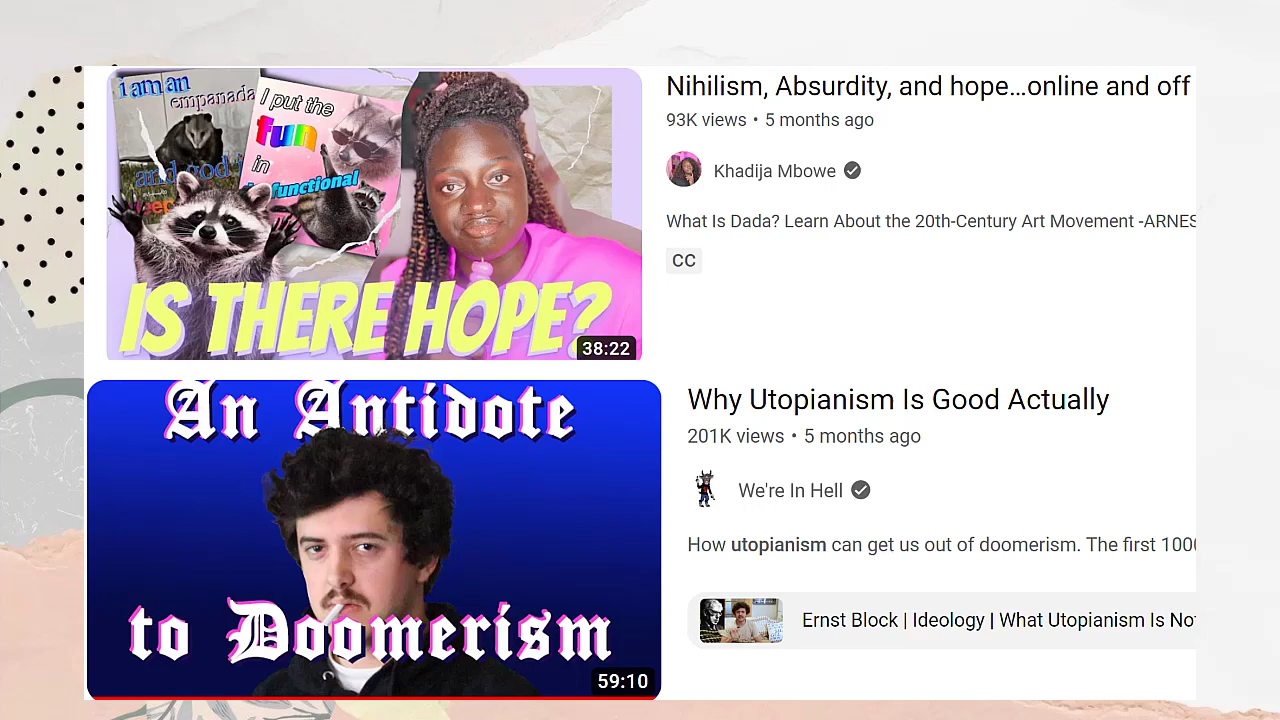 i am an
empanada
I put the
fun
in
and god
functional
IS THERE HOPE?
38:22
Nihilism, Absurdity, and hope…online and off
93K views • 5 months ago
Khadija Mbowe
What Is Dada? Learn About the 20th-Century Art Movement -ARNES
CC
An Antidote
to Doomerism
59:10
Why Utopianism Is Good Actually
201K views • 5 months ago
We're In Hell
How utopianism can get us out of doomerism. The first 100
Ernst Block | Ideology | What Utopianism Is No